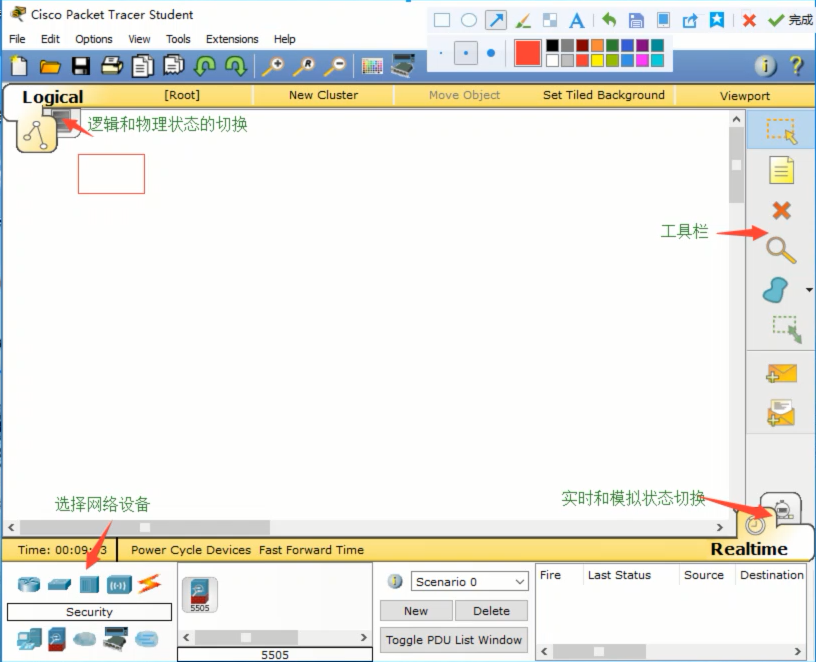 Cisco Packet Tracer Student
完成
File Edit Options View Tools Extensions Help
Logical [Root] New Cluster Move Object Set Tiled Background Viewport
逻辑和物理状态的切换
工具栏
选择网络设备
实时和模拟状态切换
Time: 00:09: 3 Power Cycle Devices Fast Forward Time
Realtime
Security
5505
5505
Scenario 0
New Delete
Toggle PDU List Window
Fire Last Status Source Destination